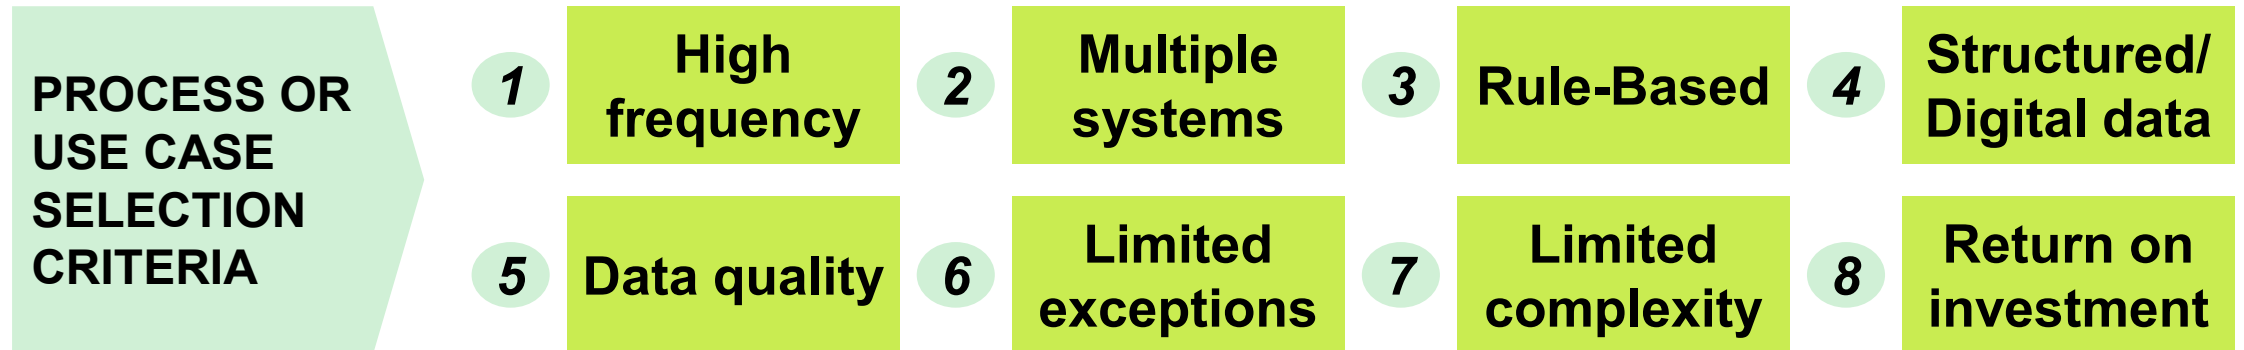 PROCESS OR
USE CASE
SELECTION
CRITERIA
1
High
frequency
2
Multiple
systems
3
Rule-Based
4
Structured/
Digital data
5
Data quality
6
Limited
exceptions
7
Limited
complexity
8
Return on
investment